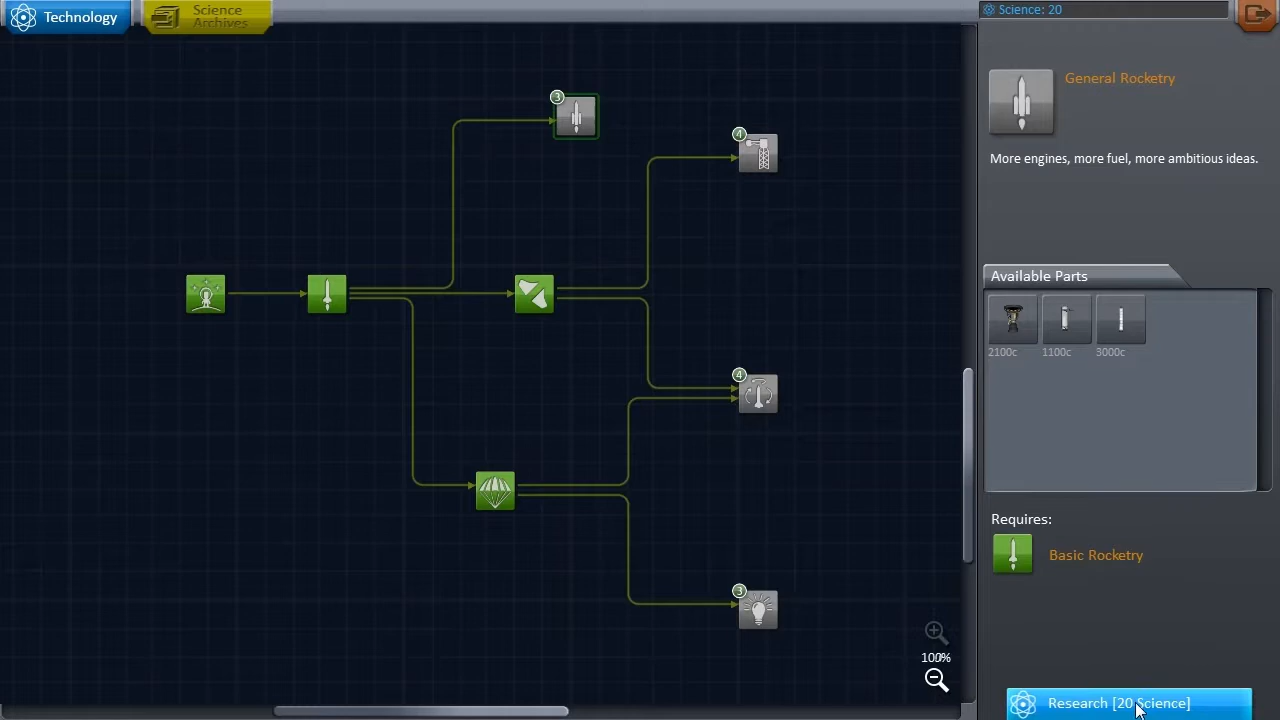 Technology
Science
Archives
Science: 20
General Rocketry
More engines, more fuel, more ambitious ideas.
Available Parts
2100c
1100c
3000c
Requires:
Basic Rocketry
Research [20 Science]
3
4
4
3
100%